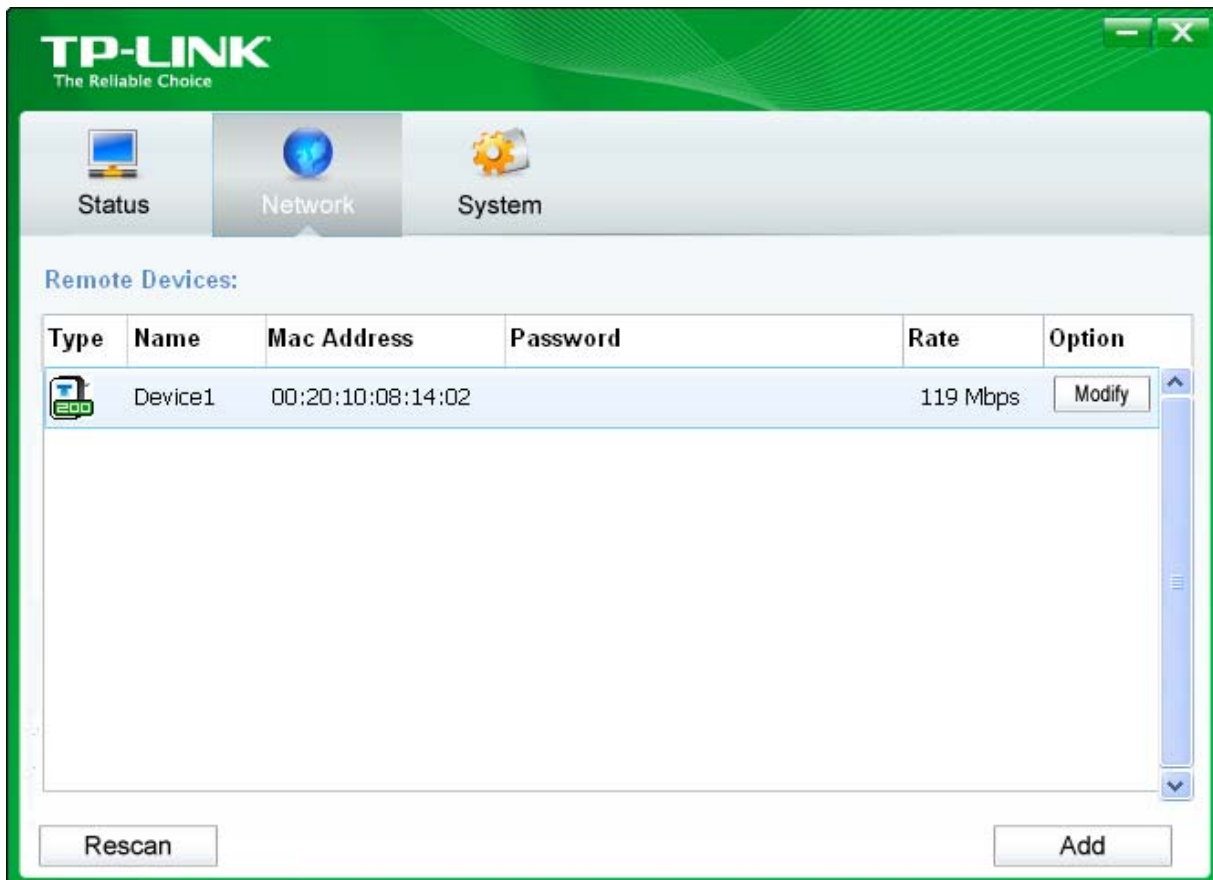 TP-LINK
The Reliable Choice
Status Network System
Remote Devices:
Type Name Mac Address Password Rate Option
T 200 Device1 00:20:10:08:14:02 119 Mbps Modify
Rescan Add